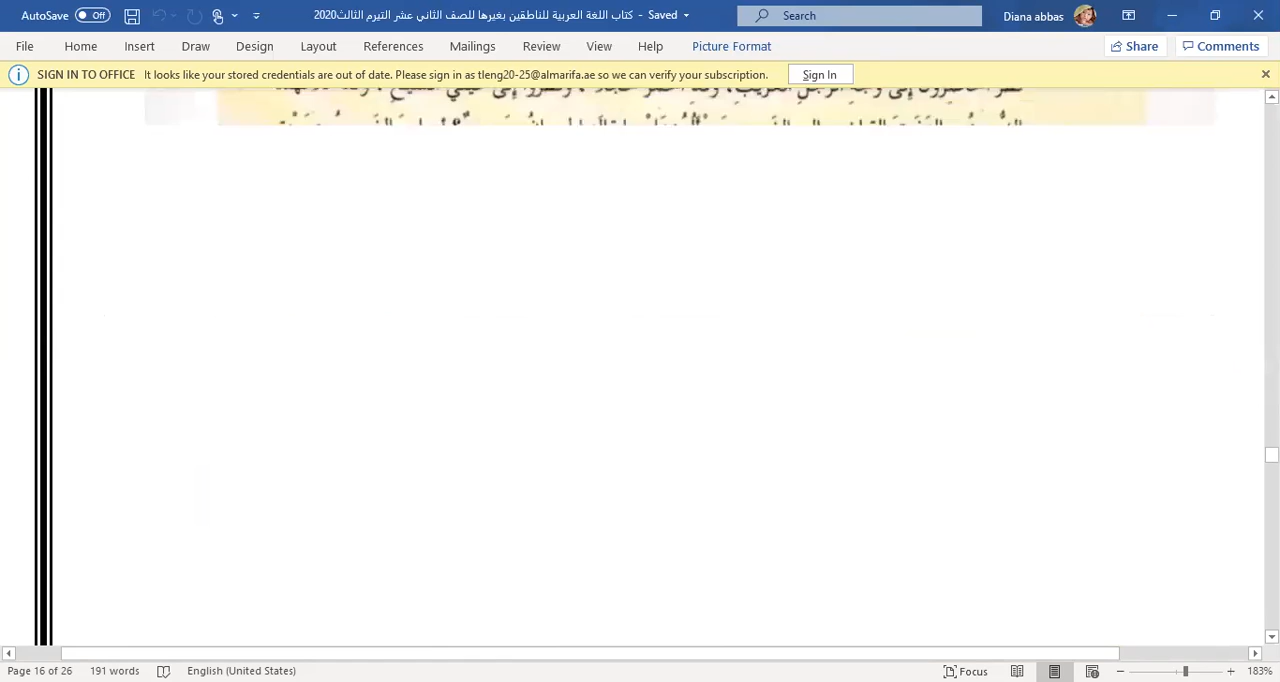 AutoSave Off كتاب اللغة العربية للناطقين بغيرها للصف الثاني عشر التيرم الثالث2020 - Saved Search Diana abbas
File Home Insert Draw Design Layout References Mailings Review View Help Picture Format Share Comments
SIGN IN TO OFFICE It looks like your stored credentials are out of date. Please sign in as tleng20-25@almarifa.ae so we can verify your subscription. Sign In
Page 16 of 26 191 words English (United States) Focus 183%